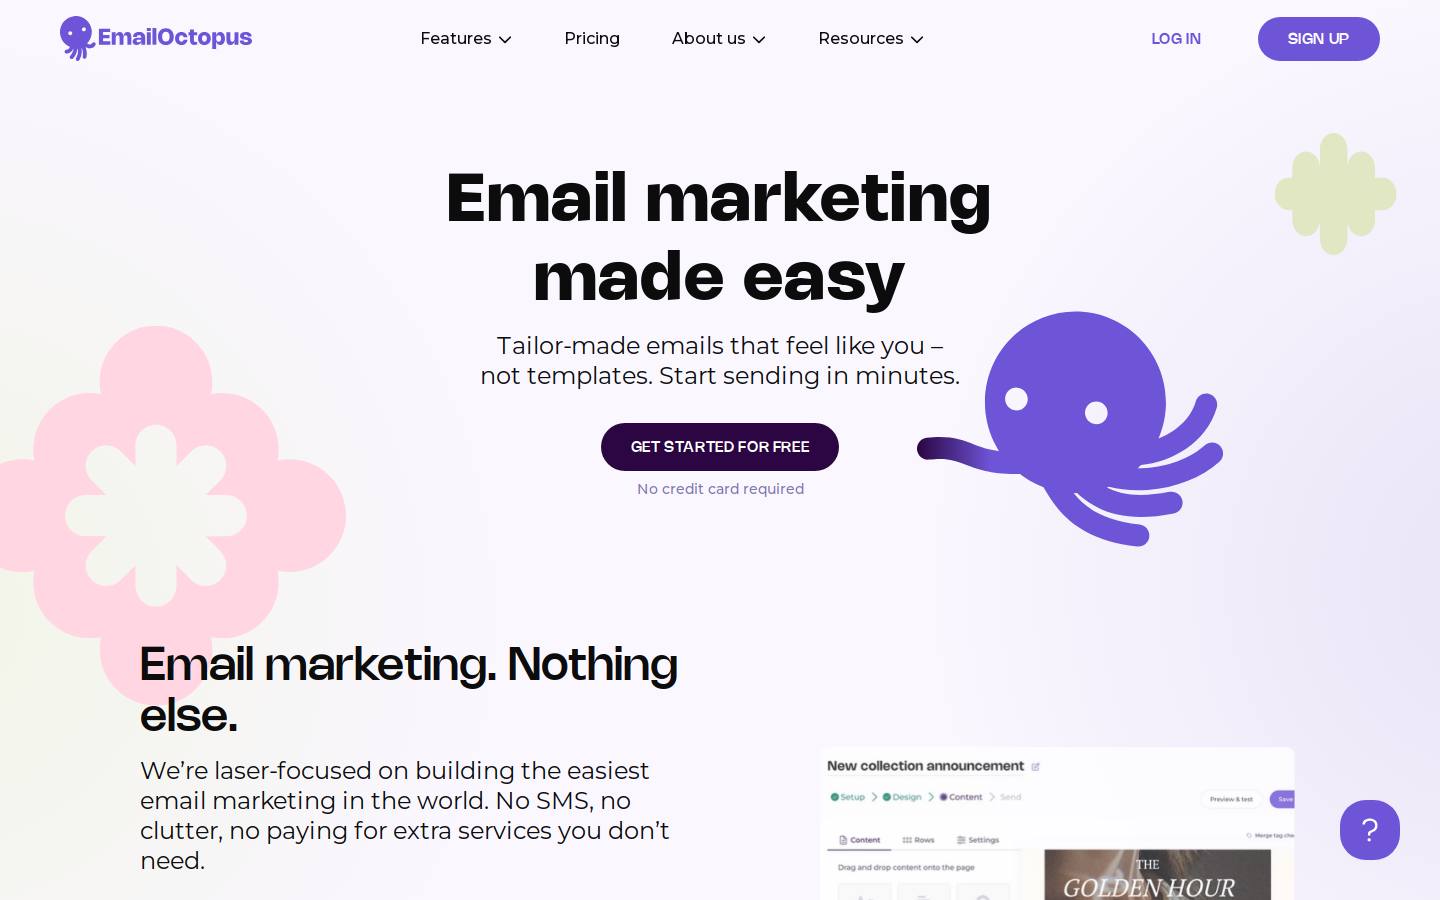 EmailOctopus
Features
Pricing
About us
Resources
LOG IN
SIGN UP
Email marketing
made easy
Tailor-made emails that feel like you –
not templates. Start sending in minutes.
GET STARTED FOR FREE
No credit card required
Email marketing. Nothing
else.
We’re laser-focused on building the easiest
email marketing in the world. No SMS, no
clutter, no paying for extra services you don’t
need.
New collection announcement
Setup
Design
Content
Send
Preview & test
Save
Merge tag
Content
Rows
Settings
Drag and drop content onto the page
THE
GOLDEN HOUR
?